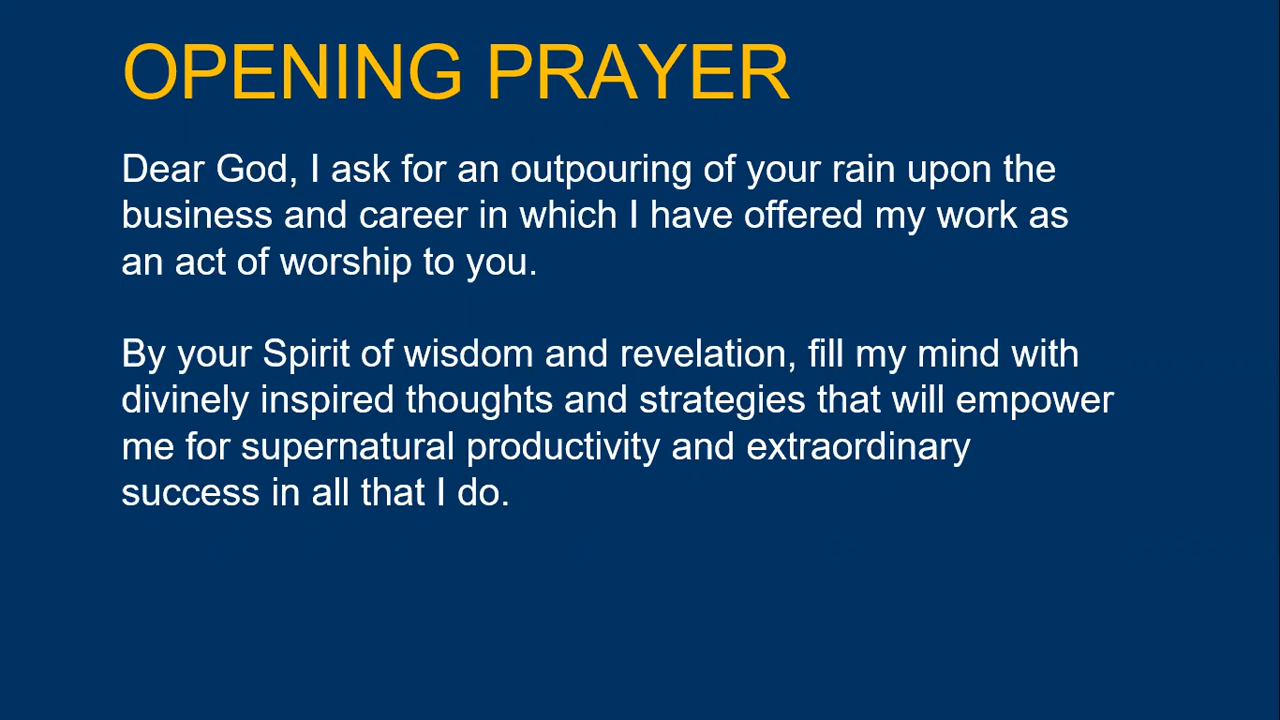 OPENING PRAYER
Dear God, I ask for an outpouring of your rain upon the
business and career in which I have offered my work as
an act of worship to you.
By your Spirit of wisdom and revelation, fill my mind with
divinely inspired thoughts and strategies that will empower
me for supernatural productivity and extraordinary
success in all that I do.